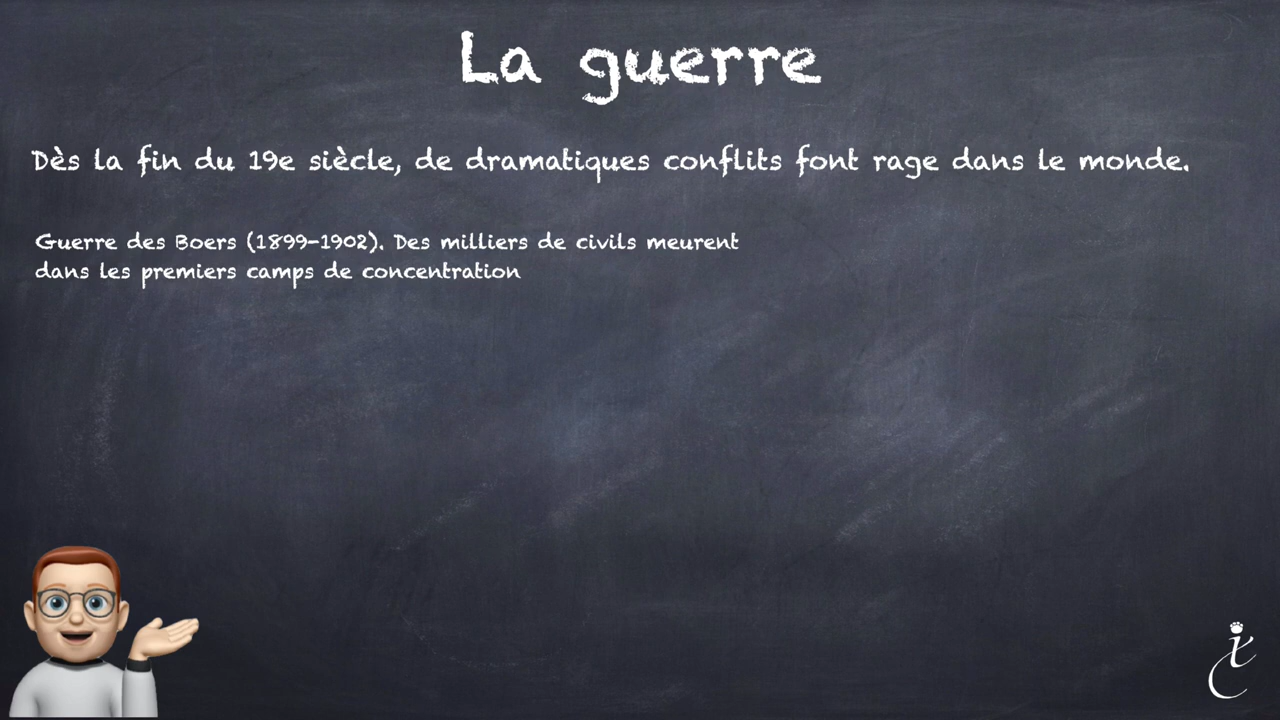 La guerre
Dès la fin du 19e siècle, de dramatiques conflits font rage dans le monde.
Guerre des Boers (1899-1902). Des milliers de civils meurent
dans les premiers camps de concentration